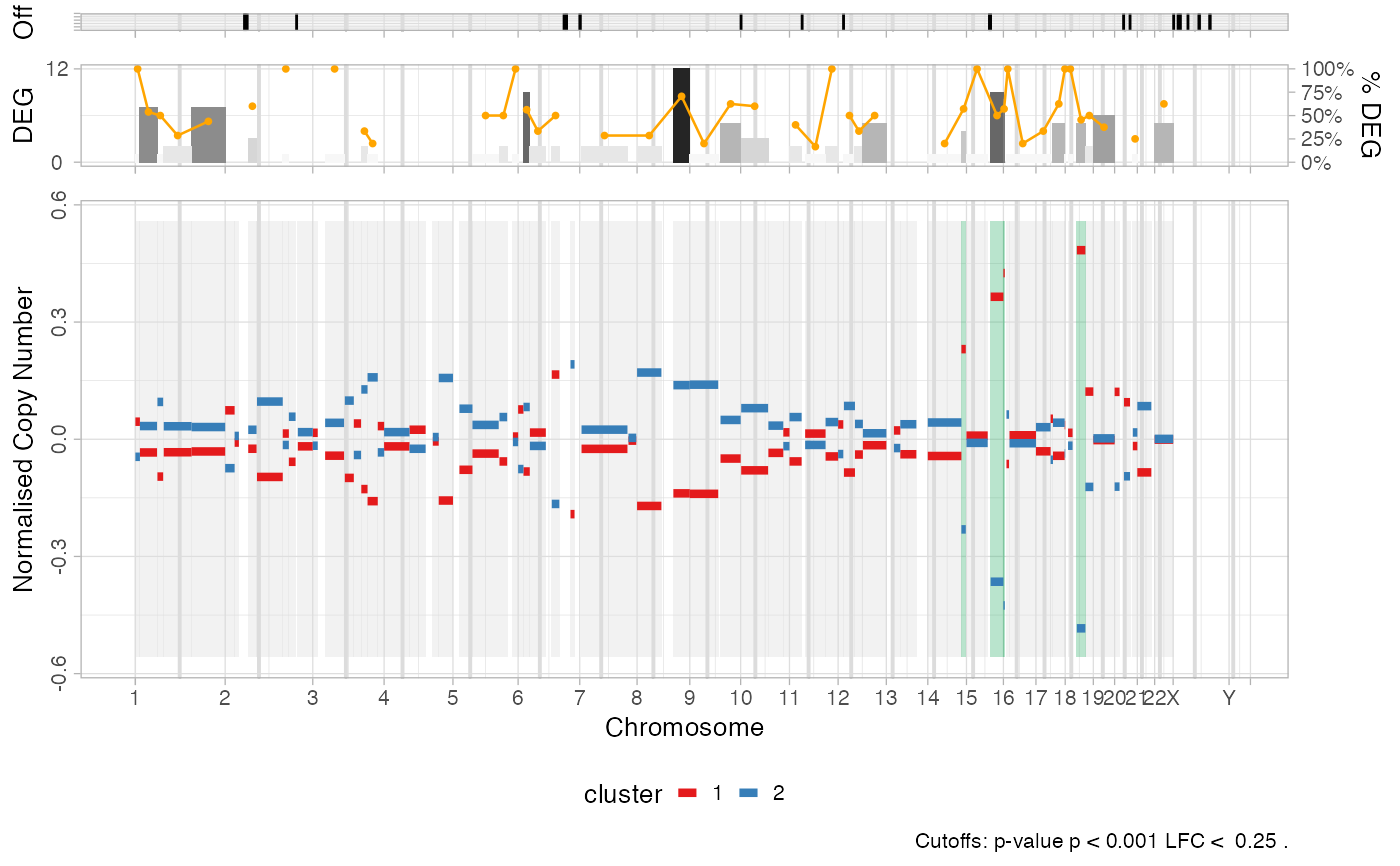 Off
12
0
DEG
100%
75%
50%
25%
0%
% DEG
0.6
0.3
0.0
-0.3
-0.6
Normalised Copy Number
1 2 3 4 5 6 7 8 9 10 11 12 13 14 15 16 17 18 19 20 21 22 X Y
Chromosome
cluster 1 2
Cutoffs: p-value p < 0.001 LFC < 0.25 .